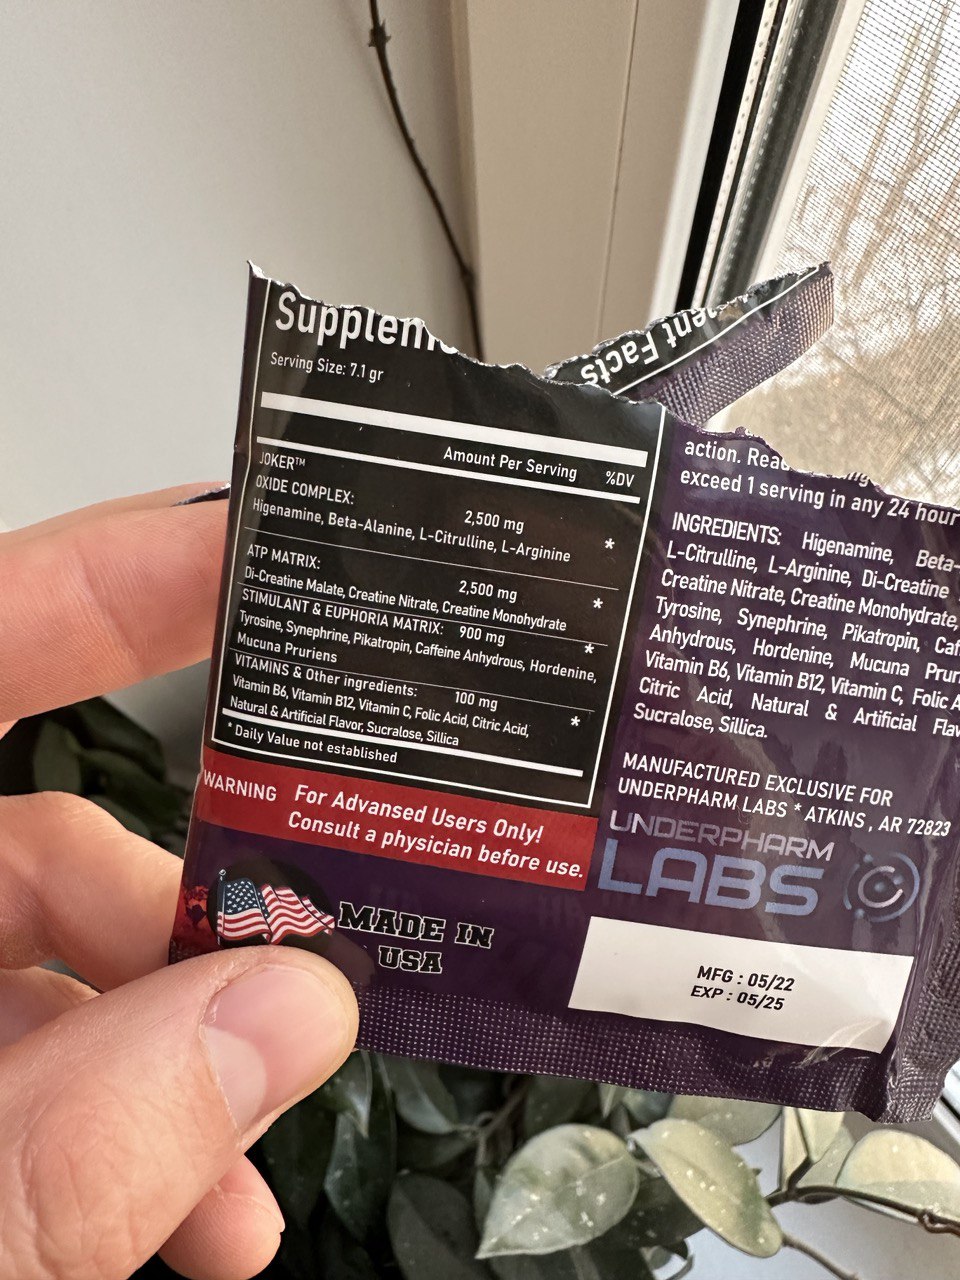 Supplem
Serving Size: 7.1 gr
Amount Per Serving %DV
JOKER™
OXIDE COMPLEX: 2,500 mg
Higenamine, Beta-Alanine, L-Citrulline, L-Arginine *
ATP MATRIX: 2,500 mg
Di-Creatine Malate, Creatine Nitrate, Creatine Monohydrate *
STIMULANT & EUPHORIA MATRIX: 900 mg
Tyrosine, Synephrine, Pikatropin, Caffeine Anhydrous, Hordenine, *
Mucuna Pruriens
VITAMINS & Other ingredients: 100 mg
Vitamin B6, Vitamin B12, Vitamin C, Folic Acid, Citric Acid, *
Natural & Artificial Flavor, Sucralose, Sillica
* Daily Value not established
WARNING For Advansed Users Only!
Consult a physician before use.
MADE IN
USA
ent Facts
action. Read
exceed 1 serving in any 24 hour
INGREDIENTS: Higenamine, Beta-
L-Citrulline, L-Arginine, Di-Creatine
Creatine Nitrate, Creatine Monohydrate,
Tyrosine, Synephrine, Pikatropin, Caf
Anhydrous, Hordenine, Mucuna Prur
Vitamin B6, Vitamin B12, Vitamin C, Folic A
Citric Acid, Natural & Artificial Flav
Sucralose, Sillica.
MANUFACTURED EXCLUSIVE FOR
UNDERPHARM LABS * ATKINS , AR 72823
UNDERPHARM
LABS
MFG : 05/22
EXP : 05/25